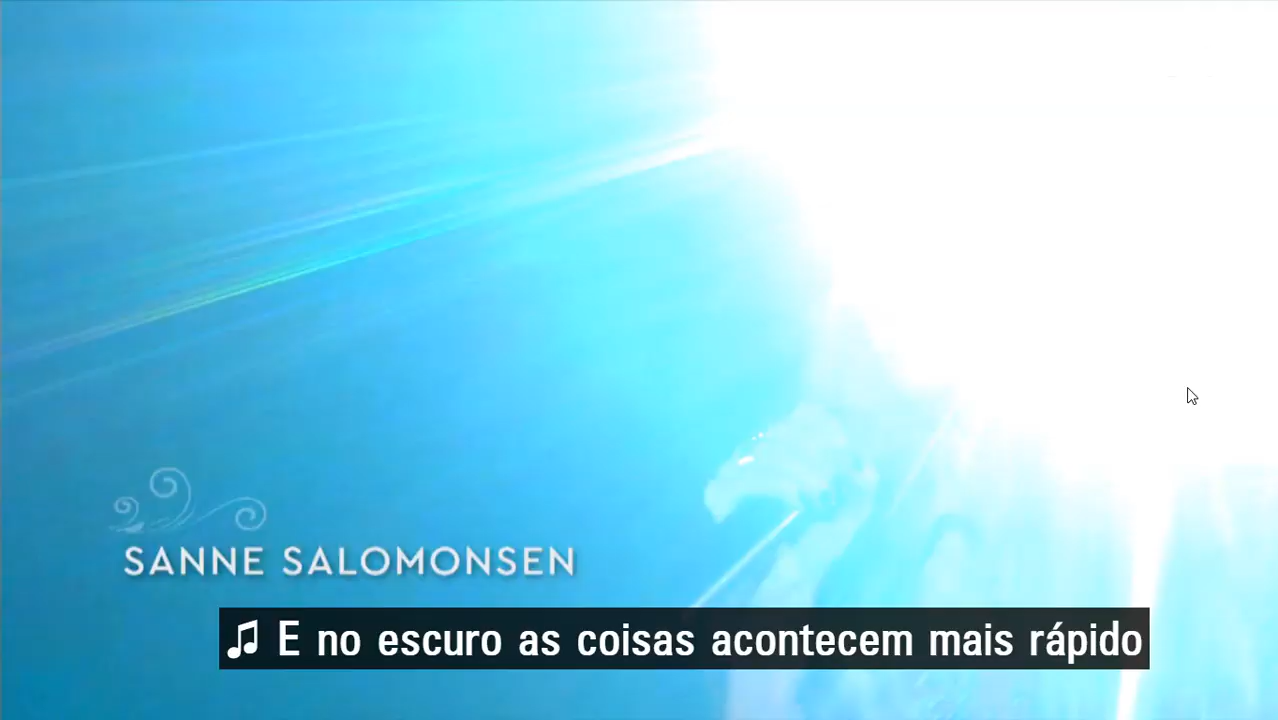 SANNE SALOMONSEN
♫ E no escuro as coisas acontecem mais rápido